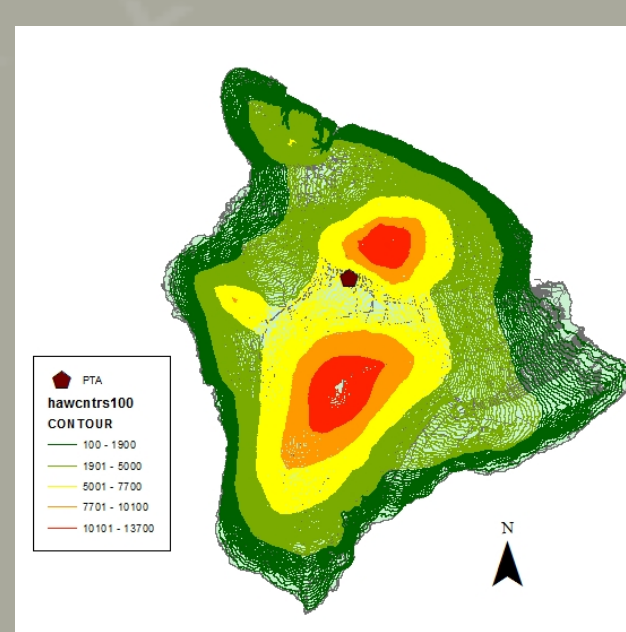 PTA
hawcntrs100
CONTOUR
100 - 1900
1901 - 5000
5001 - 7700
7701 - 10100
10101 - 13700
N